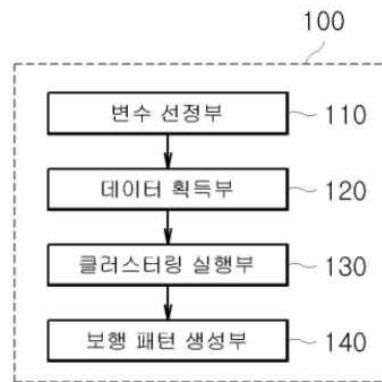 100
변수 선정부 110
데이터 획득부 120
클러스터링 실행부 130
보행 패턴 생성부 140